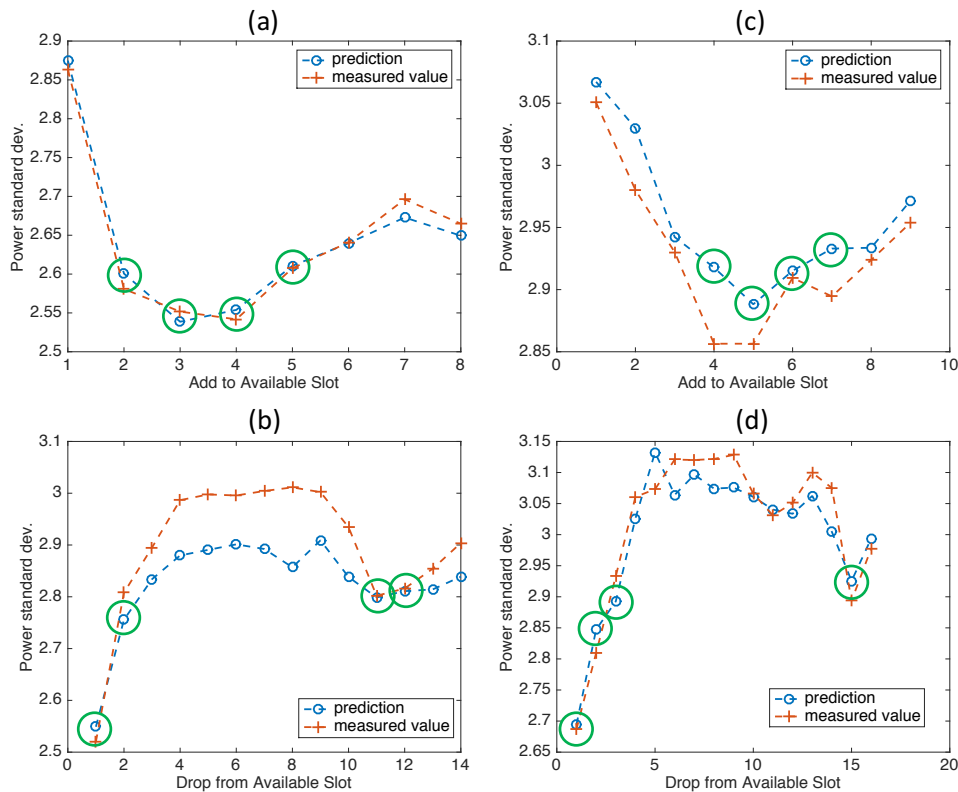 (a)
2.9
2.85
2.8
2.75
2.7
2.65
2.6
2.55
2.5
Power standard dev.
prediction
measured value
1 2 3 4 5 6 7 8
Add to Available Slot
(c)
3.1
3.05
3
2.95
2.9
2.85
Power standard dev.
prediction
measured value
0 2 4 6 8 10
Add to Available Slot
(b)
3.1
3
2.9
2.8
2.7
2.6
2.5
Power standard dev.
prediction
measured value
0 2 4 6 8 10 12 14
Drop from Available Slot
(d)
3.15
3.1
3.05
3
2.95
2.9
2.85
2.8
2.75
2.7
2.65
Power standard dev.
prediction
measured value
0 5 10 15 20
Drop from Available Slot